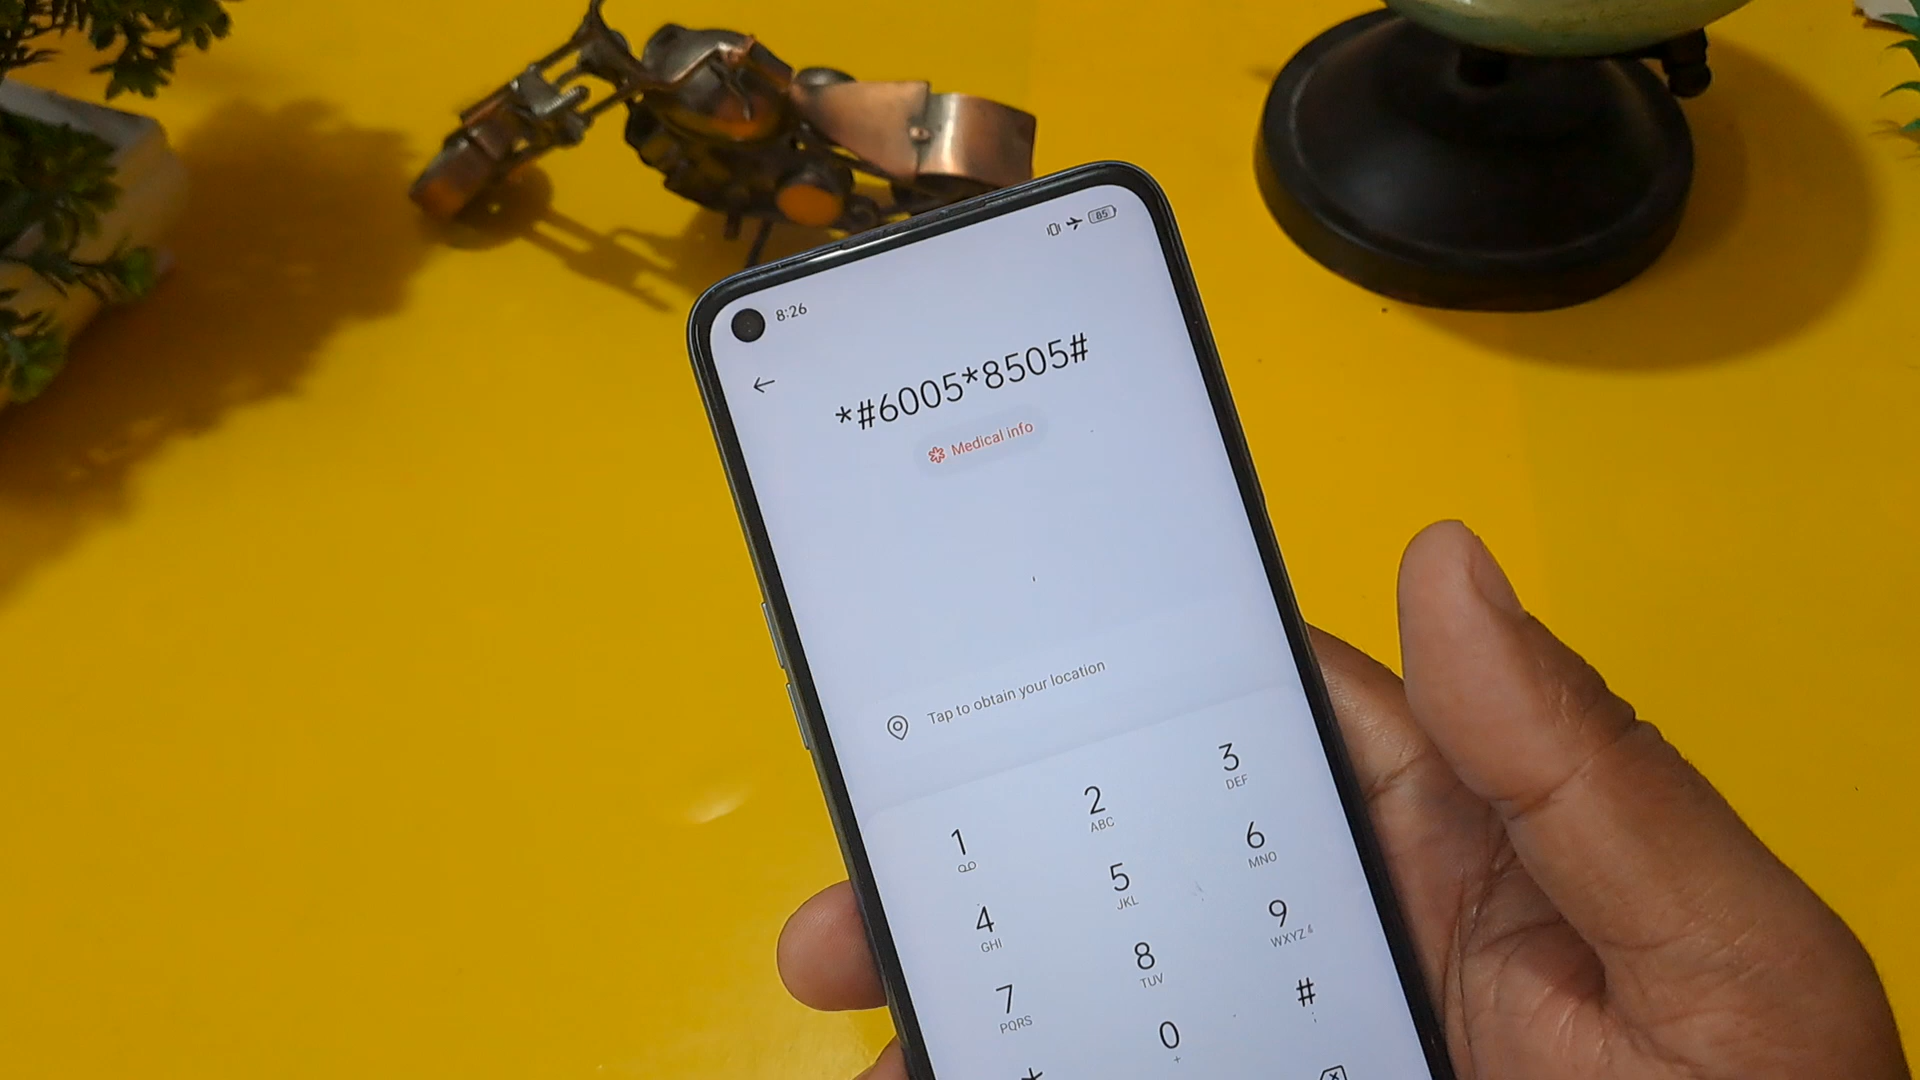 8:26
85
*#6005*8505#
Medical info
Tap to obtain your location
1 2 ABC 3 DEF
4 GHI 5 JKL 6 MNO
7 PQRS 8 TUV 9 WXYZ
* 0 + #